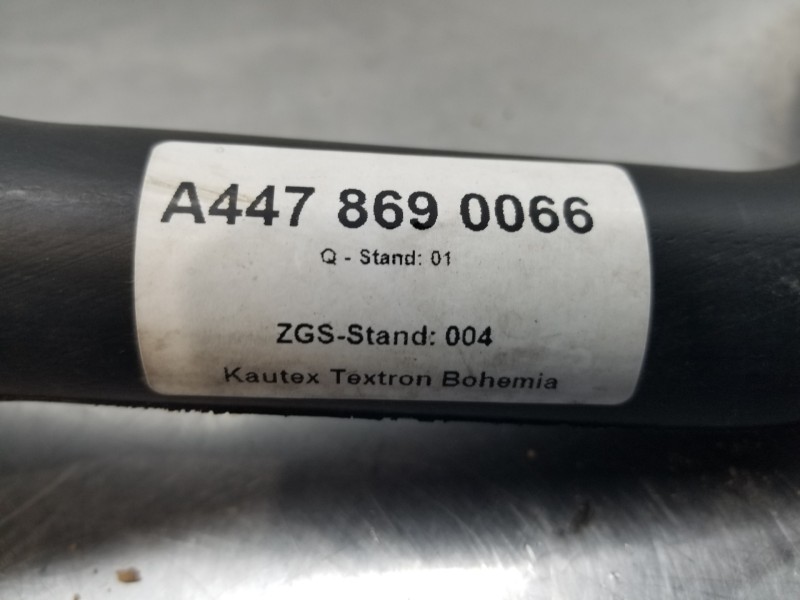 A447 869 0066
Q - Stand: 01
ZGS-Stand: 004
Kautex Textron Bohemia